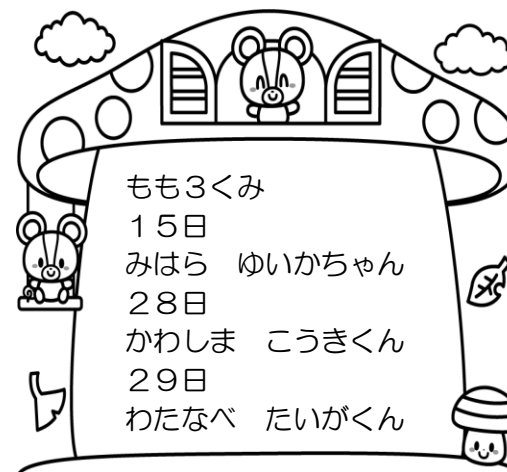 もも３くみ
１５日
みはら　ゆいかちゃん
２８日
かわしま　こうきくん
２９日
わたなべ　たいがくん